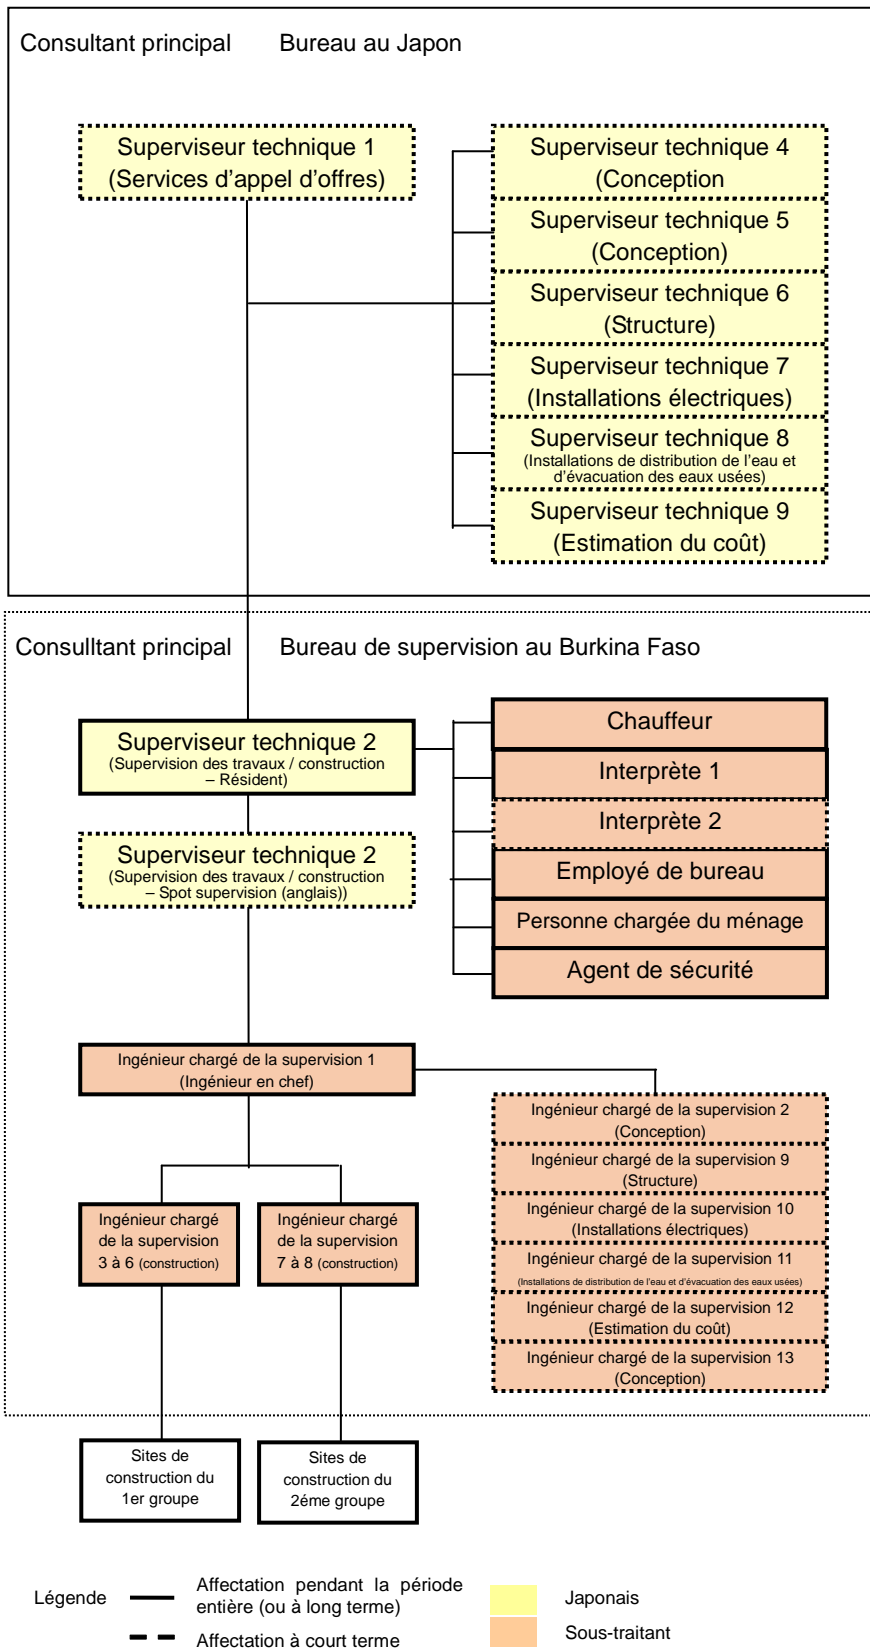 Consultant principal Bureau au Japon
Superviseur technique 1
(Services d'appel d'offres)
Superviseur technique 4
(Conception
Superviseur technique 5
(Conception)
Superviseur technique 6
(Structure)
Superviseur technique 7
(Installations électriques)
Superviseur technique 8
(Installations de distribution de l'eau et
d'évacuation des eaux usées)
Superviseur technique 9
(Estimation du coût)
Consulltant principal Bureau de supervision au Burkina Faso
Superviseur technique 2
(Supervision des travaux / construction
– Résident)
Superviseur technique 2
(Supervision des travaux / construction
– Spot supervision (anglais))
Chauffeur
Interprète 1
Interprète 2
Employé de bureau
Personne chargée du ménage
Agent de sécurité
Ingénieur chargé de la supervision 1
(Ingénieur en chef)
Ingénieur chargé de la supervision 2
(Conception)
Ingénieur chargé de la supervision 9
(Structure)
Ingénieur chargé de la supervision 10
(Installations électriques)
Ingénieur chargé de la supervision 11
(Installations de distribution de l'eau et d'évacuation des eaux usées)
Ingénieur chargé de la supervision 12
(Estimation du coût)
Ingénieur chargé de la supervision 13
(Conception)
Ingénieur chargé
de la supervision
3 à 6 (construction)
Ingénieur chargé
de la supervision
7 à 8 (construction)
Sites de
construction du
1er groupe
Sites de
construction du
2éme groupe
Légende
Affectation pendant la période
entière (ou à long terme)
Affectation à court terme
Japonais
Sous-traitant